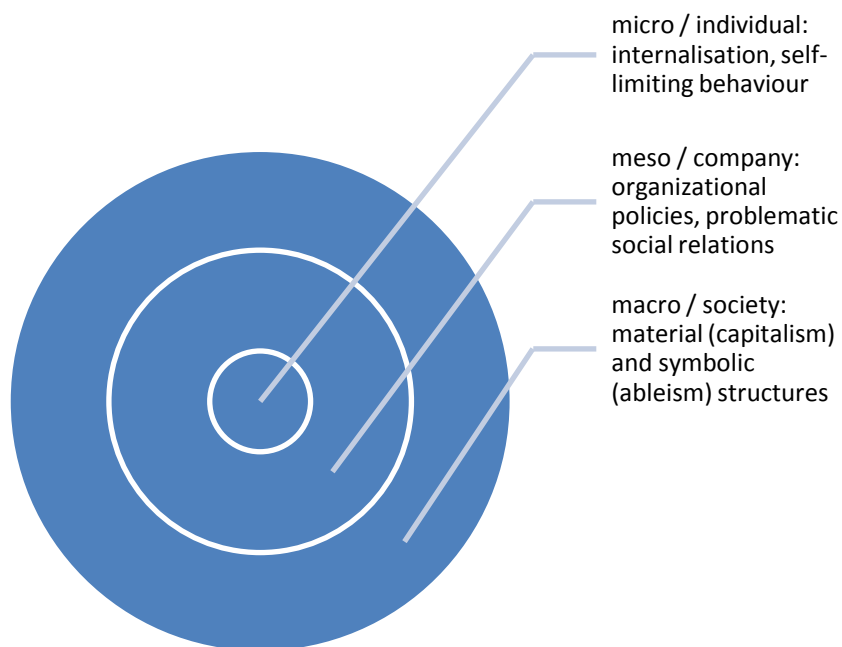 micro / individual:
internalisation, self-
limiting behaviour
meso / company:
organizational
policies, problematic
social relations
macro / society:
material (capitalism)
and symbolic
(ableism) structures